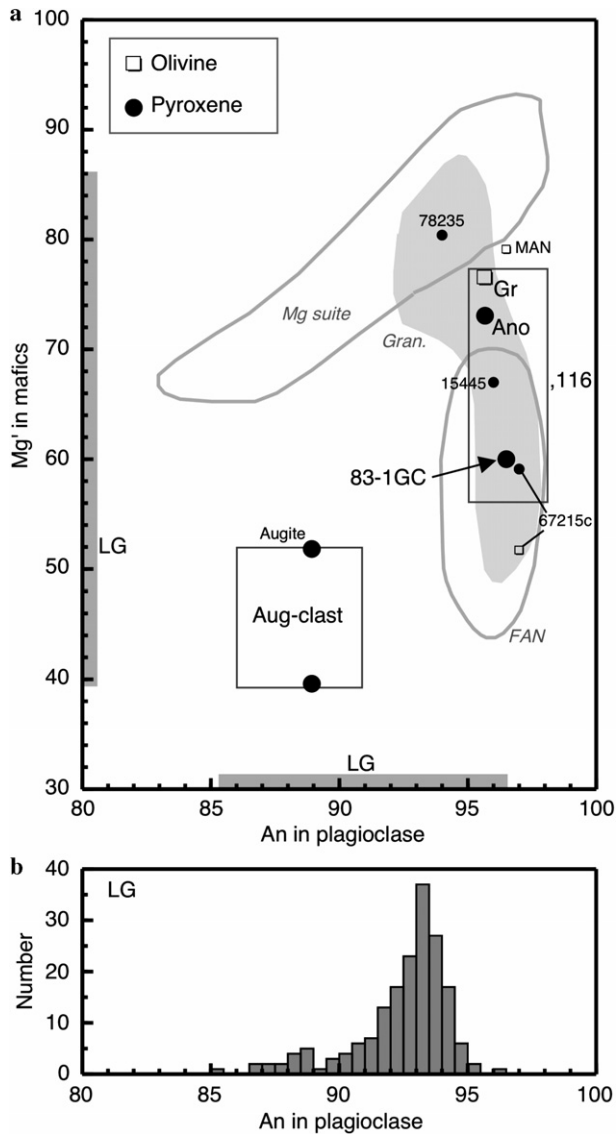 a
100
90
80
70
60
50
40
30
Mg' in mafics
Olivine
Pyroxene
78235
MAN
Mg suite
Gr
Gran.
Ano
15445
,116
83-1GC
67215c
LG
Augite
Aug-clast
FAN
LG
80 85 90 95 100
An in plagioclase
b
LG
40
30
20
10
0
Number
80 85 90 95 100
An in plagioclase